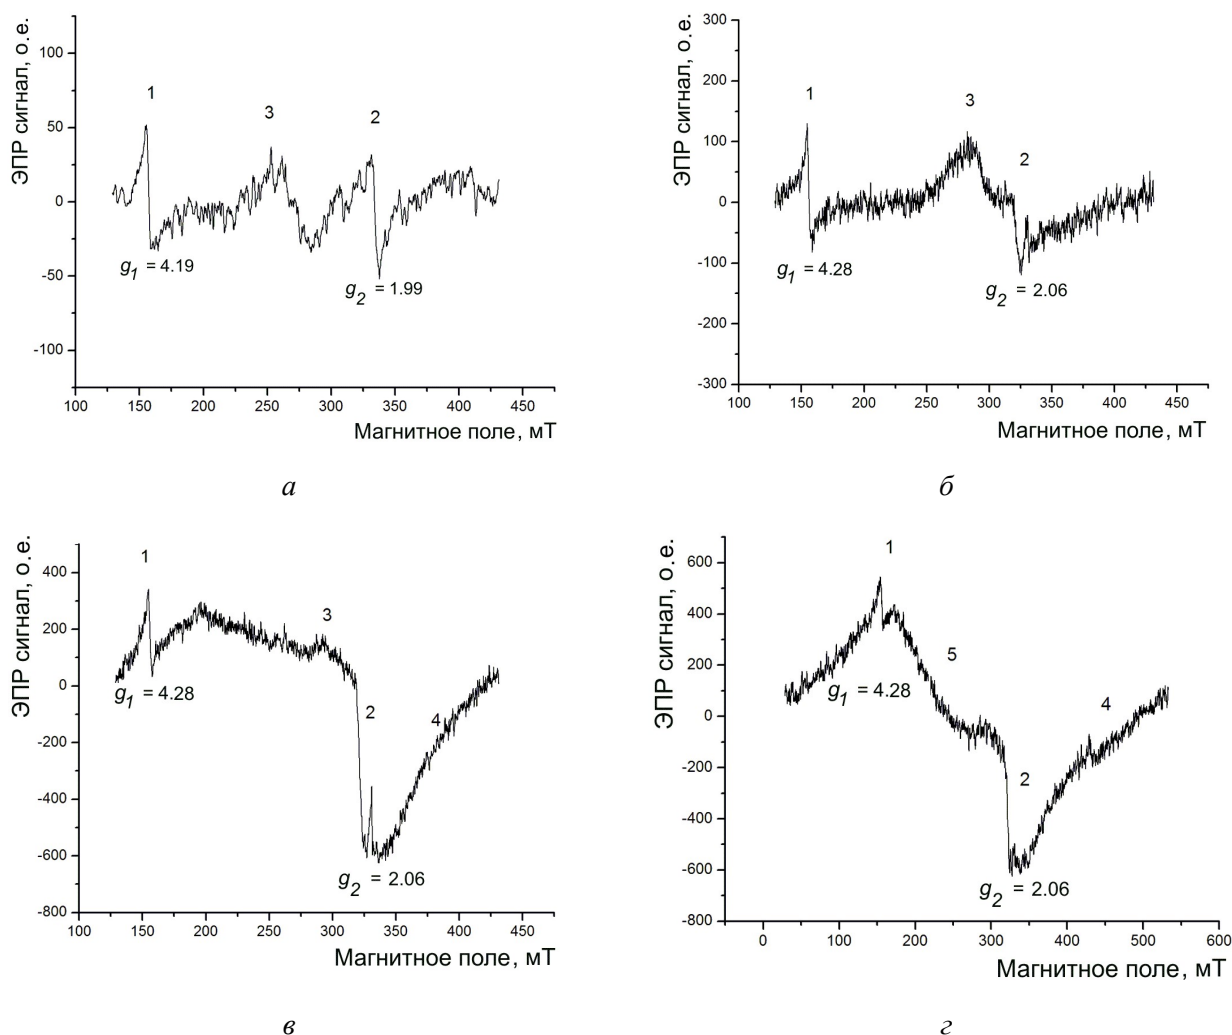 ЭПР сигнал, о.е.
100
50
0
-50
-100
1
3
2
g1 = 4.19
g2 = 1.99
100 150 200 250 300 350 400 450
Магнитное поле, мТ
а
ЭПР сигнал, о.е.
300
200
100
0
-100
-200
-300
1
3
2
g1 = 4.28
g2 = 2.06
100 150 200 250 300 350 400 450
Магнитное поле, мТ
б
ЭПР сигнал, о.е.
400
200
0
-200
-400
-600
-800
1
3
2
4
g1 = 4.28
g2 = 2.06
100 150 200 250 300 350 400 450
Магнитное поле, мТ
в
ЭПР сигнал, о.е.
600
400
200
0
-200
-400
-600
-800
1
5
4
2
g1 = 4.28
g2 = 2.06
0 100 200 300 400 500 600
Магнитное поле, мТ
г